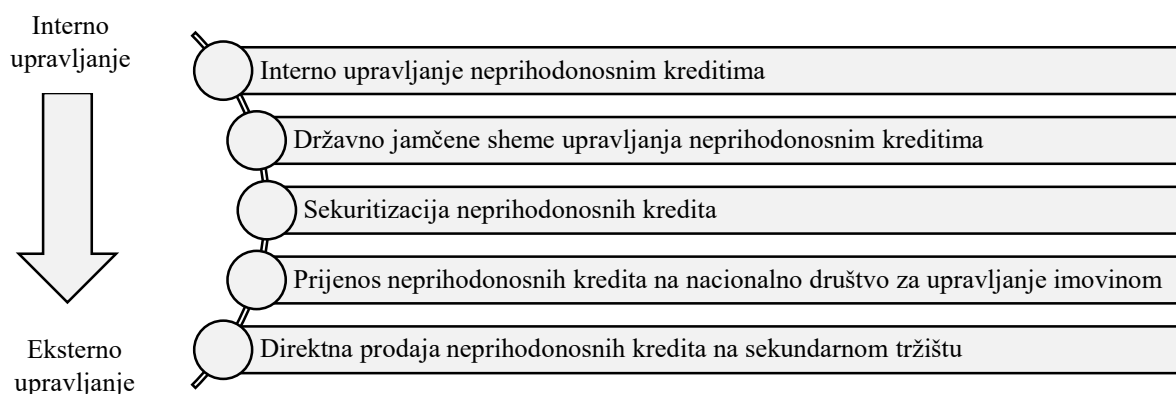 Interno
upravljanje
Interno upravljanje neprihodonosnim kreditima
Državno jamčene sheme upravljanja neprihodonosnim kreditima
Sekuritizacija neprihodonosnih kredita
Prijenos neprihodonosnih kredita na nacionalno društvo za upravljanje imovinom
Direktna prodaja neprihodonosnih kredita na sekundarnom tržištu
Eksterno
upravljanje